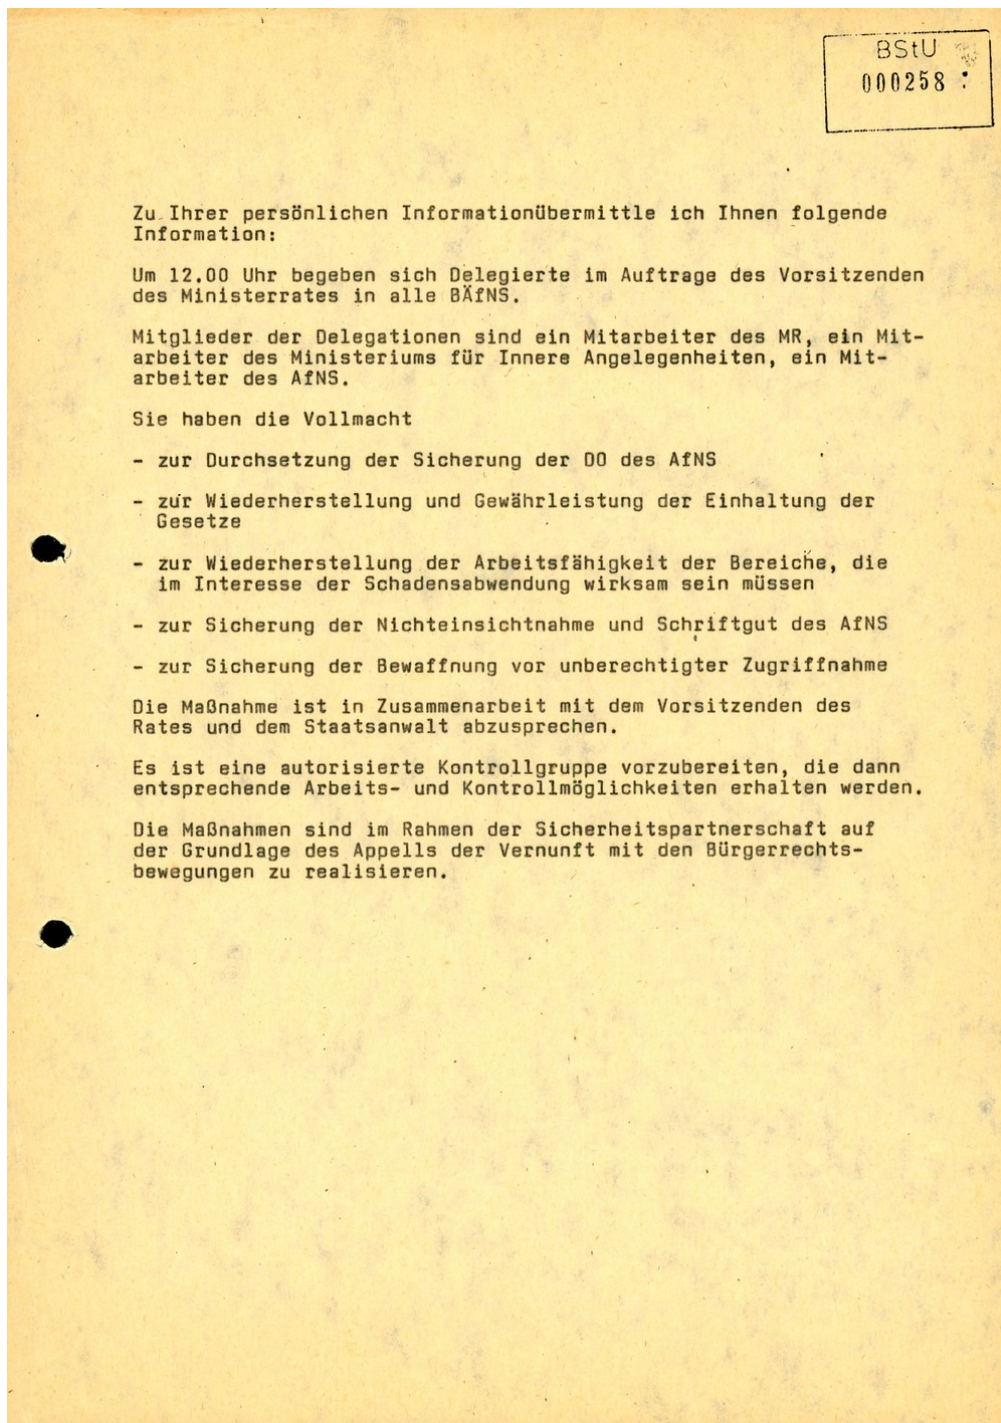 BStU
000258
Zu Ihrer persönlichen Informationübermittle ich Ihnen folgende
Information:
Um 12.00 Uhr begeben sich Delegierte im Auftrage des Vorsitzenden
des Ministerrates in alle BÄfNS.
Mitglieder der Delegationen sind ein Mitarbeiter des MR, ein Mit-
arbeiter des Ministeriums für Innere Angelegenheiten, ein Mit-
arbeiter des AfNS.
Sie haben die Vollmacht
- zur Durchsetzung der Sicherung der DO des AfNS
- zur Wiederherstellung und Gewährleistung der Einhaltung der
Gesetze
- zur Wiederherstellung der Arbeitsfähigkeit der Bereiche, die
im Interesse der Schadensabwendung wirksam sein müssen
- zur Sicherung der Nichteinsichtnahme und Schriftgut des AfNS
- zur Sicherung der Bewaffnung vor unberechtigter Zugriffnahme
Die Maßnahme ist in Zusammenarbeit mit dem Vorsitzenden des
Rates und dem Staatsanwalt abzusprechen.
Es ist eine autorisierte Kontrollgruppe vorzubereiten, die dann
entsprechende Arbeits- und Kontrollmöglichkeiten erhalten werden.
Die Maßnahmen sind im Rahmen der Sicherheitspartnerschaft auf
der Grundlage des Appells der Vernunft mit den Bürgerrechts-
bewegungen zu realisieren.